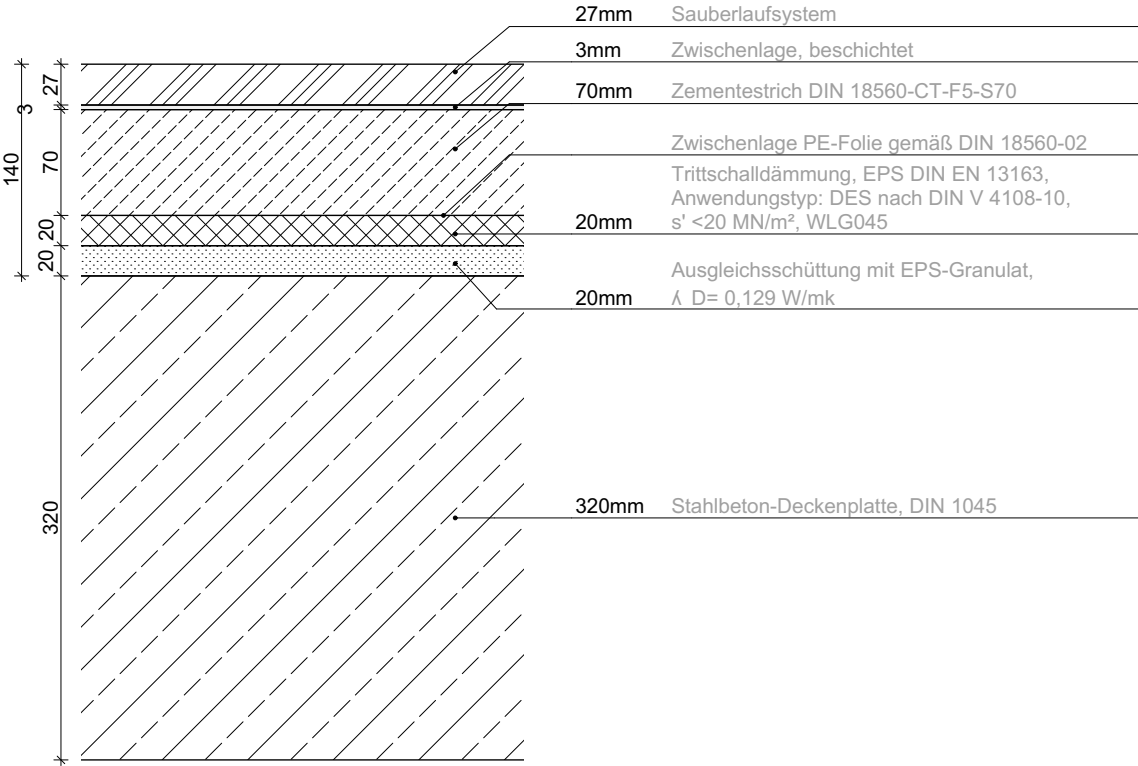 27mm Sauberlaufsystem
3mm Zwischenlage, beschichtet
70mm Zementestrich DIN 18560-CT-F5-S70
Zwischenlage PE-Folie gemäß DIN 18560-02
Trittschalldämmung, EPS DIN EN 13163,
Anwendungstyp: DES nach DIN V 4108-10,
20mm s' <20 MN/m², WLG045
Ausgleichsschüttung mit EPS-Granulat,
20mm λ D= 0,129 W/mk
320mm Stahlbeton-Deckenplatte, DIN 1045
140
27
3
70
20
20
320